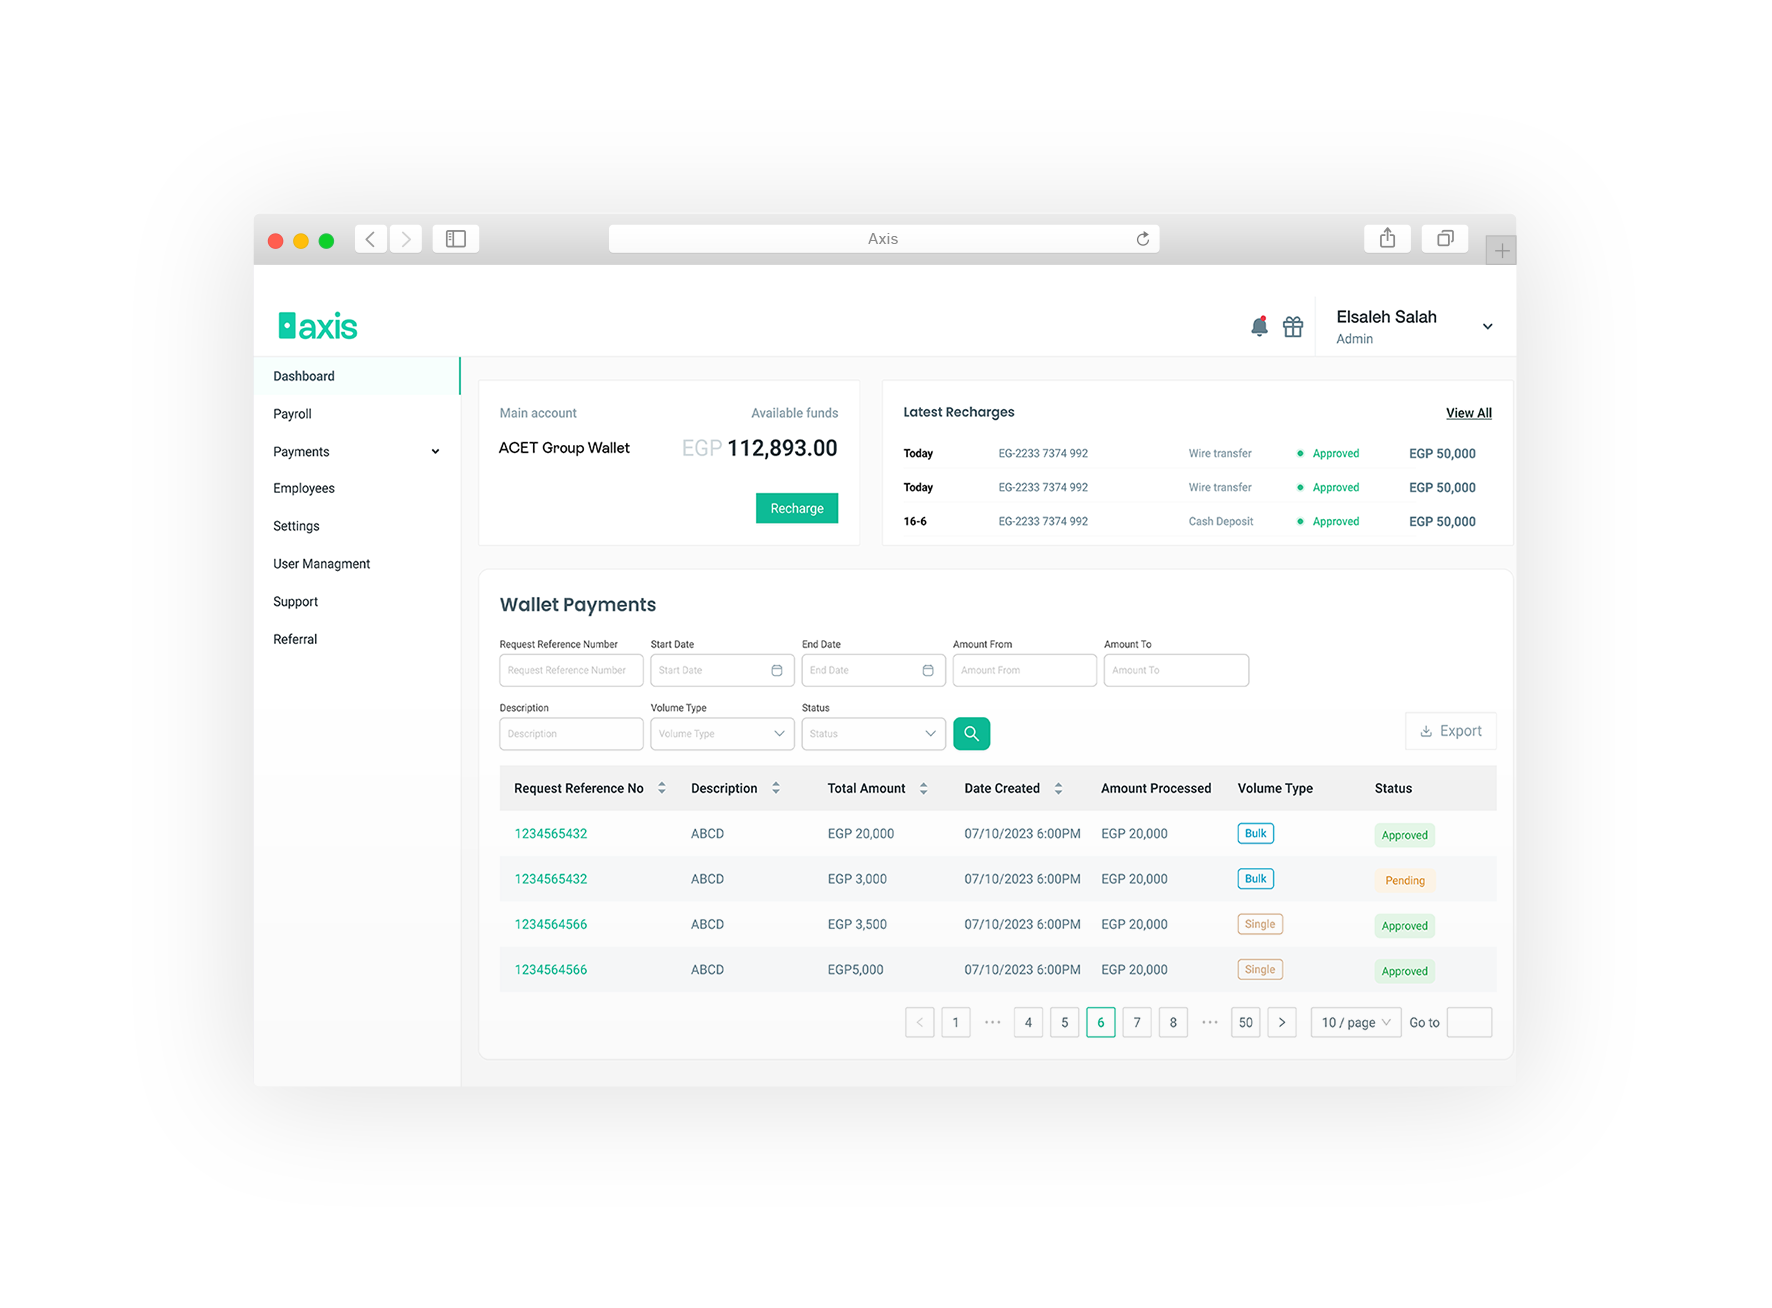 Axis
axis
Elsaleh Salah
Admin
Dashboard
Payroll
Payments
Employees
Settings
User Managment
Support
Referral
Main account Available funds
ACET Group Wallet EGP 112,893.00
Recharge
Latest Recharges View All
Today EG-2233 7374 992 Wire transfer Approved EGP 50,000
Today EG-2233 7374 992 Wire transfer Approved EGP 50,000
16-6 EG-2233 7374 992 Cash Deposit Approved EGP 50,000
Wallet Payments
Request Reference Number Start Date End Date Amount From Amount To
Request Reference Number Start Date End Date Amount From Amount To
Description Volume Type Status
Description Volume Type Status
Export
Request Reference No Description Total Amount Date Created Amount Processed Volume Type Status
1234565432 ABCD EGP 20,000 07/10/2023 6:00PM EGP 20,000 Bulk Approved
1234565432 ABCD EGP 3,000 07/10/2023 6:00PM EGP 20,000 Bulk Pending
1234564566 ABCD EGP 3,500 07/10/2023 6:00PM EGP 20,000 Single Approved
1234564566 ABCD EGP5,000 07/10/2023 6:00PM EGP 20,000 Single Approved
< 1 ••• 4 5 6 7 8 ••• 50 > 10 / page Go to